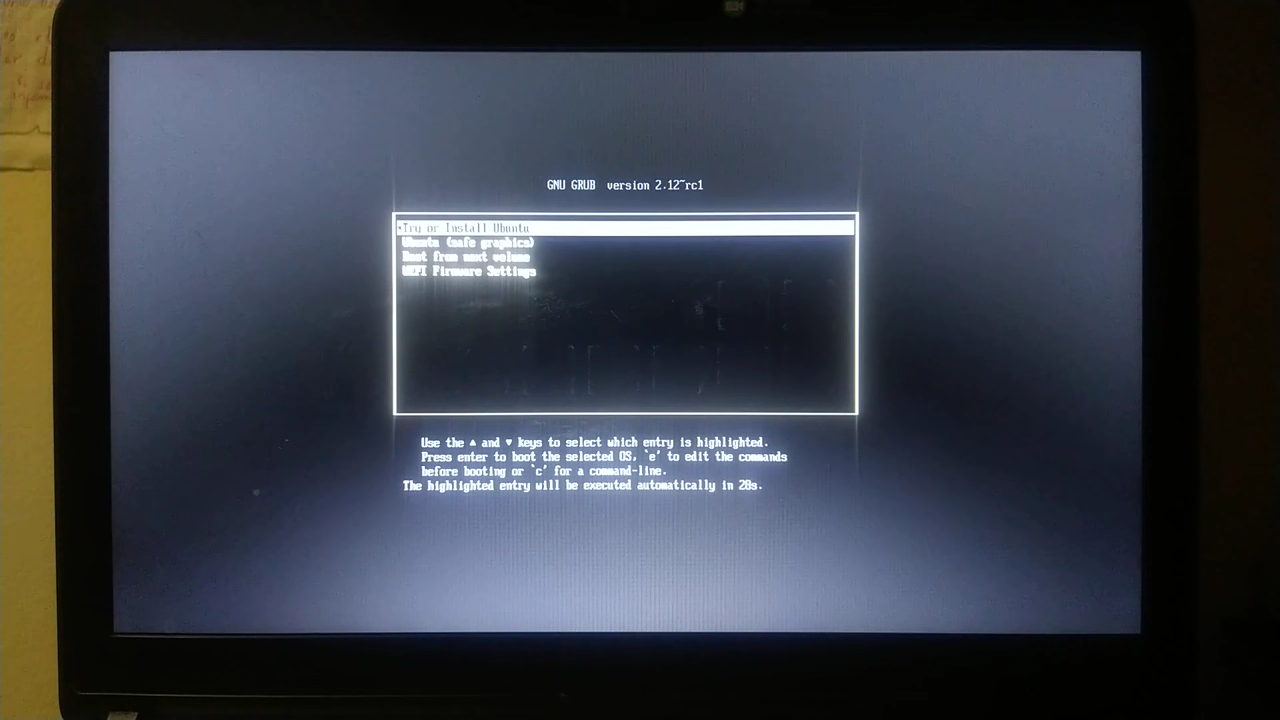 GNU GRUB version 2.12~rc1
*Try or Install Ubuntu
Ubuntu (safe graphics)
Boot from next volume
UEFI Firmware Settings
Use the ▲ and ▼ keys to select which entry is highlighted.
Press enter to boot the selected OS, `e' to edit the commands
before booting or `c' for a command-line.
The highlighted entry will be executed automatically in 28s.